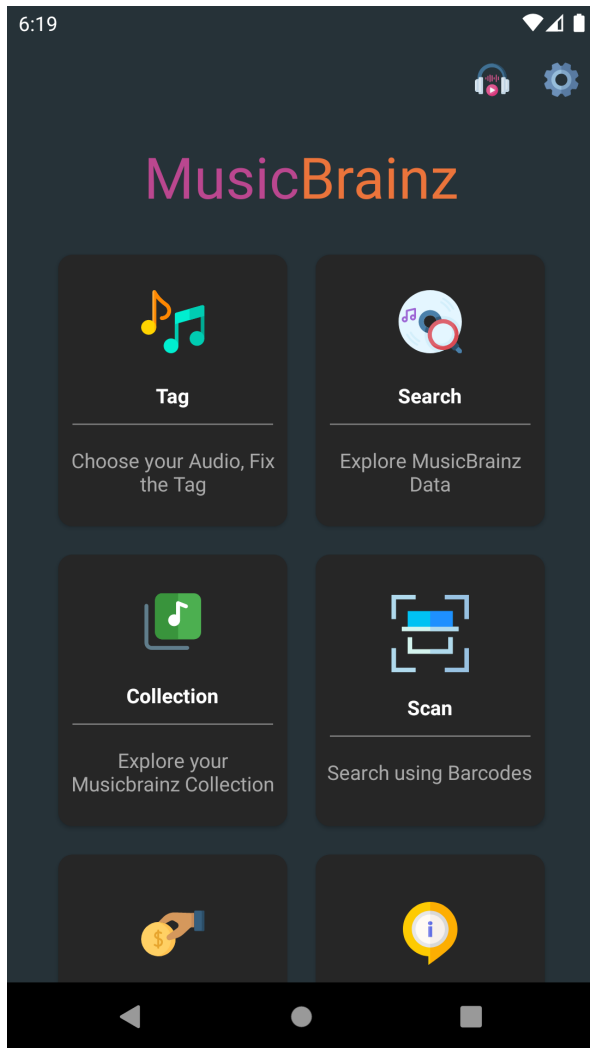 6:19
MusicBrainz
Tag
Choose your Audio, Fix
the Tag
Search
Explore MusicBrainz
Data
Collection
Explore your
Musicbrainz Collection
Scan
Search using Barcodes
$
i